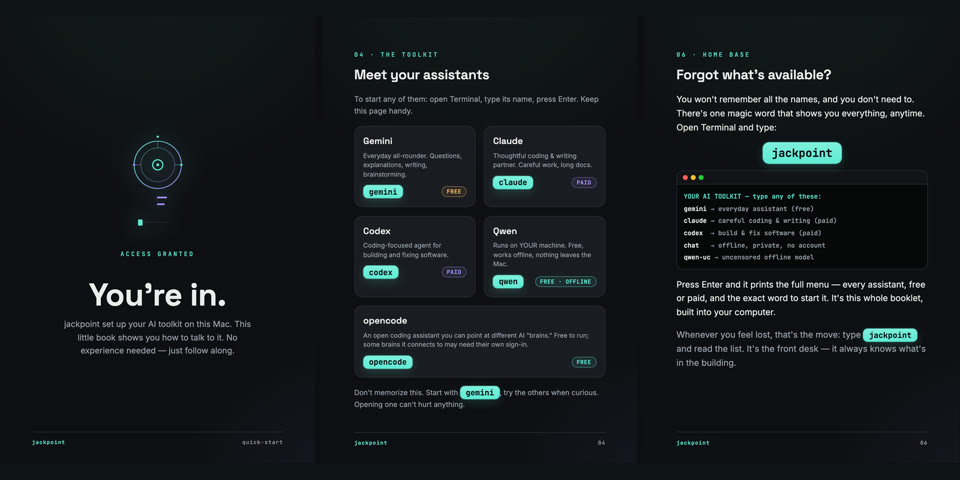 ACCESS GRANTED
You're in.
jackpoint set up your AI toolkit on this Mac. This
little book shows you how to talk to it. No
experience needed — just follow along.
jackpoint
quick-start
04 · THE TOOLKIT
Meet your assistants
To start any of them: open Terminal, type its name, press Enter. Keep
this page handy.
Gemini
Everyday all-rounder. Questions,
explanations, writing,
brainstorming.
gemini
FREE
Claude
Thoughtful coding & writing
partner. Careful work, long docs.
claude
PAID
Codex
Coding-focused agent for
building and fixing software.
codex
PAID
Qwen
Runs on YOUR machine. Free,
works offline, nothing leaves the
Mac.
qwen
FREE · OFFLINE
opencode
An open coding assistant you can point at different AI "brains." Free to run;
some brains it connects to may need their own sign-in.
opencode
FREE
Don't memorize this. Start with gemini, try the others when curious.
Opening one can't hurt anything.
jackpoint
04
06 · HOME BASE
Forgot what's available?
You won't remember all the names, and you don't need to.
There's one magic word that shows you everything, anytime.
Open Terminal and type:
jackpoint
YOUR AI TOOLKIT — type any of these:
gemini → everyday assistant (free)
claude → careful coding & writing (paid)
codex → build & fix software (paid)
chat → offline, private, no account
qwen-uc → uncensored offline model
Press Enter and it prints the full menu — every assistant, free
or paid, and the exact word to start it. It's this whole booklet,
built into your computer.
Whenever you feel lost, that's the move: type jackpoint
and read the list. It's the front desk — it always knows what's
in the building.
jackpoint
06